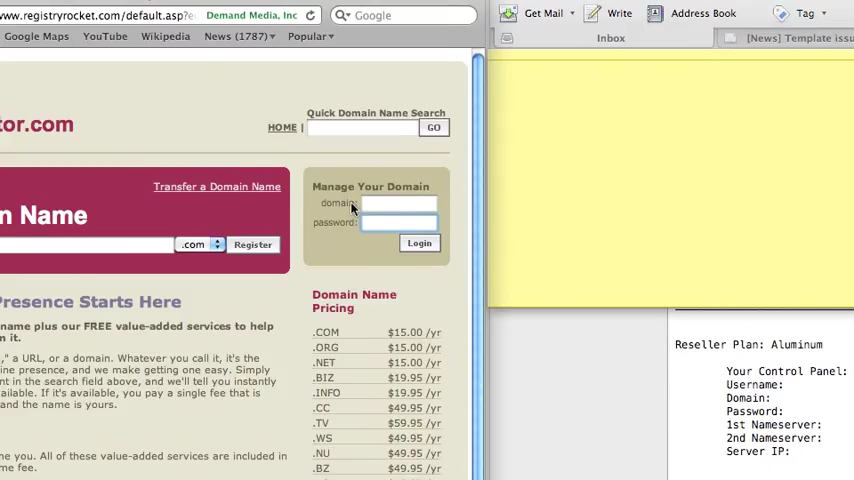 www.registryrocket.com/default.asp?e
Demand Media, Inc
Google
Get Mail
Write
Address Book
Tag
Google Maps
YouTube
Wikipedia
News (1787)
Popular
Inbox
[News] Template issu
Quick Domain Name Search
tor.com
HOME |
GO
Transfer a Domain Name
n Name
.com
Register
Manage Your Domain
domain:
password:
Login
Presence Starts Here
name plus our FREE value-added services to help
n it.
," a URL, or a domain. Whatever you call it, it's the
ine presence, and we make getting one easy. Simply
nt in the search field above, and we'll tell you instantly
ailable. If it's available, you pay a single fee that is
and the name is yours.
me you. All of these value-added services are included in
me fee.
Domain Name
Pricing
.COM $15.00 /yr
.ORG $15.00 /yr
.NET $15.00 /yr
.BIZ $19.95 /yr
.INFO $19.95 /yr
.CC $49.95 /yr
.TV $59.95 /yr
.WS $49.95 /yr
.NU $49.95 /yr
.BZ $49.95 /yr
Reseller Plan: Aluminum
Your Control Panel:
Username:
Domain:
Password:
1st Nameserver:
2nd Nameserver:
Server IP: